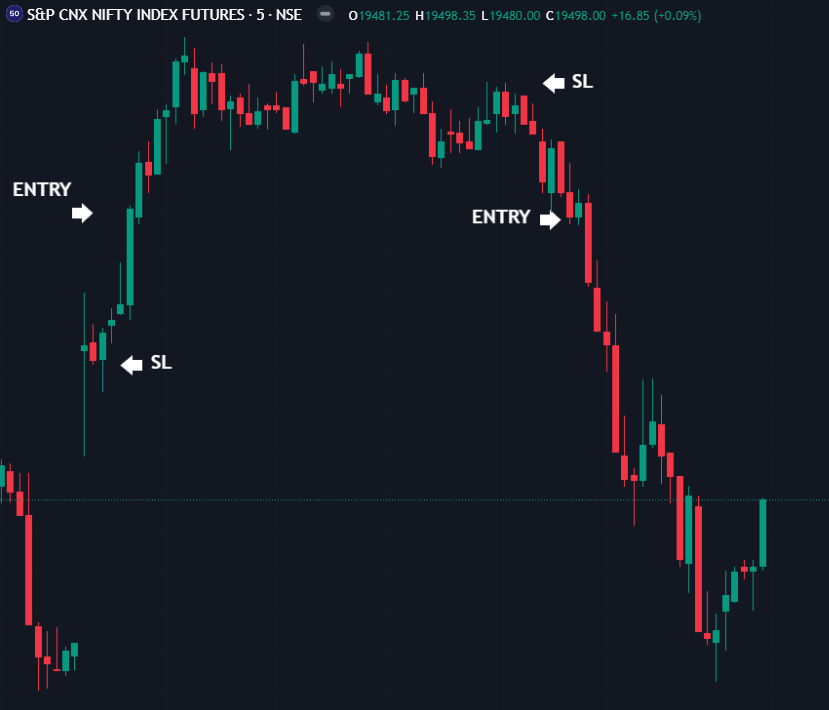 50 S&P CNX NIFTY INDEX FUTURES · 5 · NSE O19481.25 H19498.35 L19480.00 C19498.00 +16.85 (+0.09%)
SL
ENTRY
ENTRY
SL